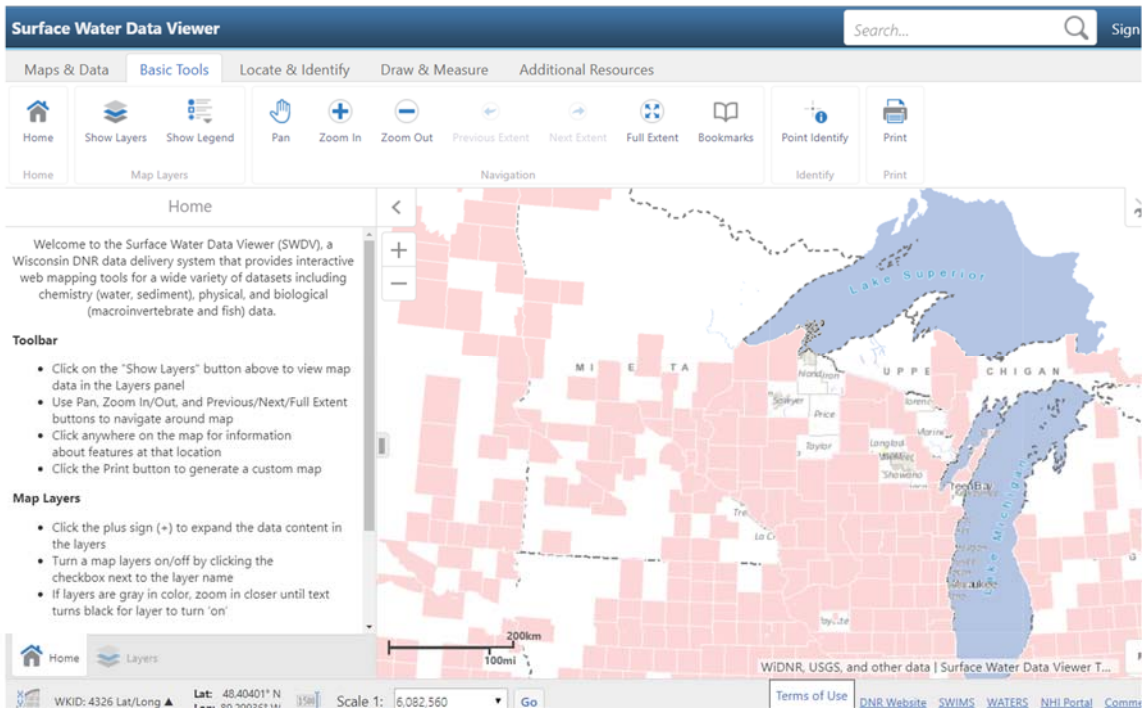 Surface Water Data Viewer
Search...
Sign
Maps & Data
Basic Tools
Locate & Identify
Draw & Measure
Additional Resources
Home
Show Layers
Show Legend
Pan
Zoom In
Zoom Out
Previous Extent
Next Extent
Full Extent
Bookmarks
Point Identify
Print
Home
Map Layers
Navigation
Identify
Print
Home
Welcome to the Surface Water Data Viewer (SWDV), a
Wisconsin DNR data delivery system that provides interactive
web mapping tools for a wide variety of datasets including
chemistry (water, sediment), physical, and biological
(macroinvertebrate and fish) data.
Toolbar
• Click on the "Show Layers" button above to view map
data in the Layers panel
• Use Pan, Zoom In/Out, and Previous/Next/Full Extent
buttons to navigate around map
• Click anywhere on the map for information
about features at that location
• Click the Print button to generate a custom map
Map Layers
• Click the plus sign (+) to expand the data content in
the layers
• Turn a map layers on/off by clicking the
checkbox next to the layer name
• If layers are gray in color, zoom in closer until text
turns black for layer to turn 'on'
Home
Layers
Lake Superior
MI E TA
UPPE CHIGAN
Sawyer
Price
Taylor
Langlad
Shawano
Tre
La Cr
Lake Michigan
Milwaukee
200km
100mi
WiDNR, USGS, and other data | Surface Water Data Viewer T...
WKID: 4326 Lat/Long ▲
Lat: 48.40401° N
Scale 1: 6,082,560
Go
Terms of Use
DNR Website
SWIMS
WATERS
NHI Portal
Comme